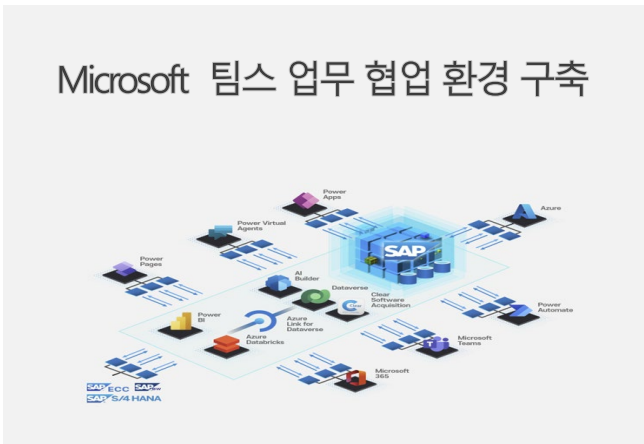 Microsoft 팀스 업무 협업 환경 구축
Power
Apps
Azure
Power Virtual
Agents
SAP
Power
Pages
AI
Builder
Dataverse
Clear
Software
Acquisition
Power
BI
Azure
Link for
Dataverse
Power
Automate
Azure
Databricks
Microsoft
Teams
Microsoft
365
SAP ECC SAP
SAP S/4 HANA